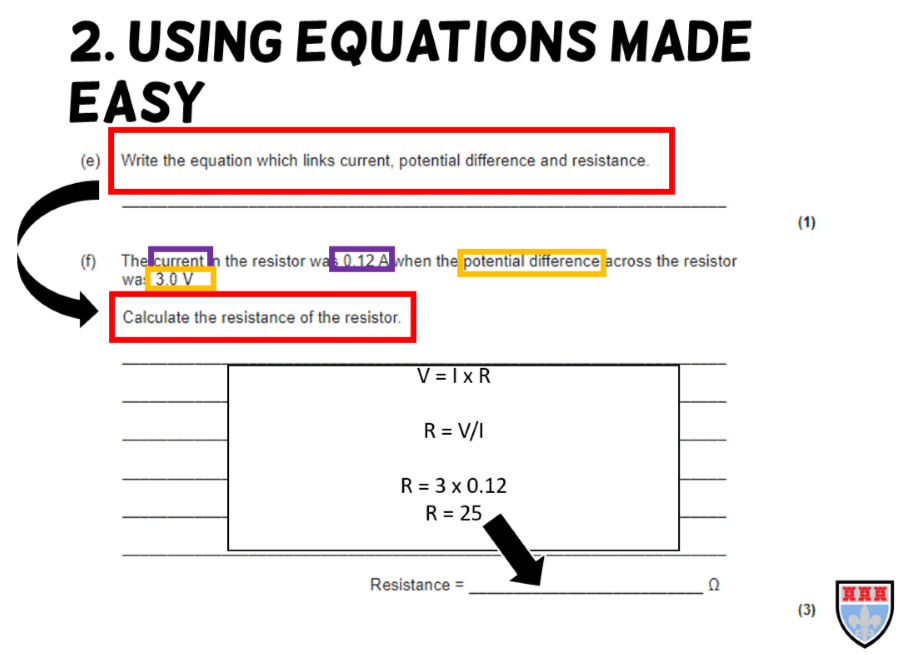 2. USING EQUATIONS MADE
EASY
(e) Write the equation which links current, potential difference and resistance.
(1)
(f) The current in the resistor was 0.12 A when the potential difference across the resistor
was 3.0 V
Calculate the resistance of the resistor.
V = I x R
R = V/I
R = 3 x 0.12
R = 25
Resistance = ____________________ Ω
(3)